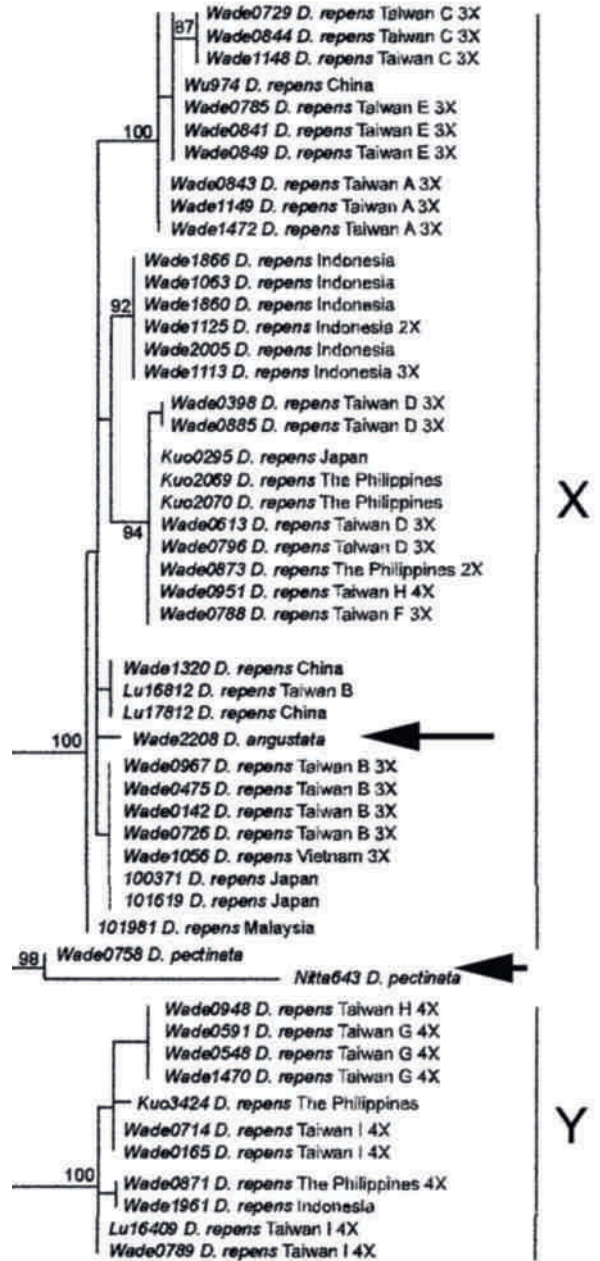 Wade0729 D. repens Taiwan C 3X
87
Wade0844 D. repens Taiwan C 3X
Wade1148 D. repens Taiwan C 3X
Wu974 D. repens China
Wade0785 D. repens Taiwan E 3X
100
Wade0841 D. repens Taiwan E 3X
Wade0849 D. repens Taiwan E 3X
Wade0843 D. repens Taiwan A 3X
Wade1149 D. repens Taiwan A 3X
Wade1472 D. repens Taiwan A 3X
Wade1866 D. repens Indonesia
Wade1063 D. repens Indonesia
92
Wade1860 D. repens Indonesia
Wade1125 D. repens Indonesia 2X
Wade2005 D. repens Indonesia
Wade1113 D. repens Indonesia 3X
Wade0398 D. repens Taiwan D 3X
Wade0885 D. repens Taiwan D 3X
Kuo0295 D. repens Japan
Kuo2069 D. repens The Philippines
Kuo2070 D. repens The Philippines
X
Wade0613 D. repens Taiwan D 3X
94
Wade0796 D. repens Taiwan D 3X
Wade0873 D. repens The Philippines 2X
Wade0951 D. repens Taiwan H 4X
Wade0788 D. repens Taiwan F 3X
Wade1320 D. repens China
Lu16812 D. repens Taiwan B
Lu17812 D. repens China
100
Wade2208 D. angustata
Wade0967 D. repens Taiwan B 3X
Wade0475 D. repens Taiwan B 3X
Wade0142 D. repens Taiwan B 3X
Wade0726 D. repens Taiwan B 3X
Wade1056 D. repens Vietnam 3X
100371 D. repens Japan
101619 D. repens Japan
101981 D. repens Malaysia
98
Wade0758 D. pectinata
Nitta643 D. pectinata
Wade0948 D. repens Taiwan H 4X
Wade0591 D. repens Taiwan G 4X
Wade0548 D. repens Taiwan G 4X
Wade1470 D. repens Taiwan G 4X
Kuo3424 D. repens The Philippines
Y
Wade0714 D. repens Taiwan I 4X
Wade0165 D. repens Taiwan I 4X
100
Wade0871 D. repens The Philippines 4X
Wade1961 D. repens Indonesia
Lu16409 D. repens Taiwan I 4X
Wade0789 D. repens Taiwan I 4X